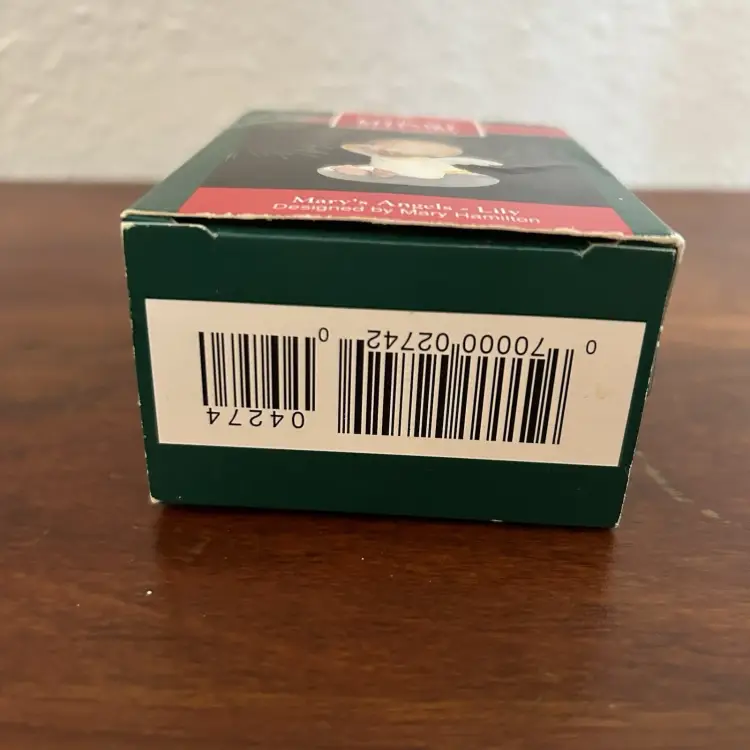 Mary's Angels - Lily
Designed by Mary Hamilton
0 70000 02742 0
04274